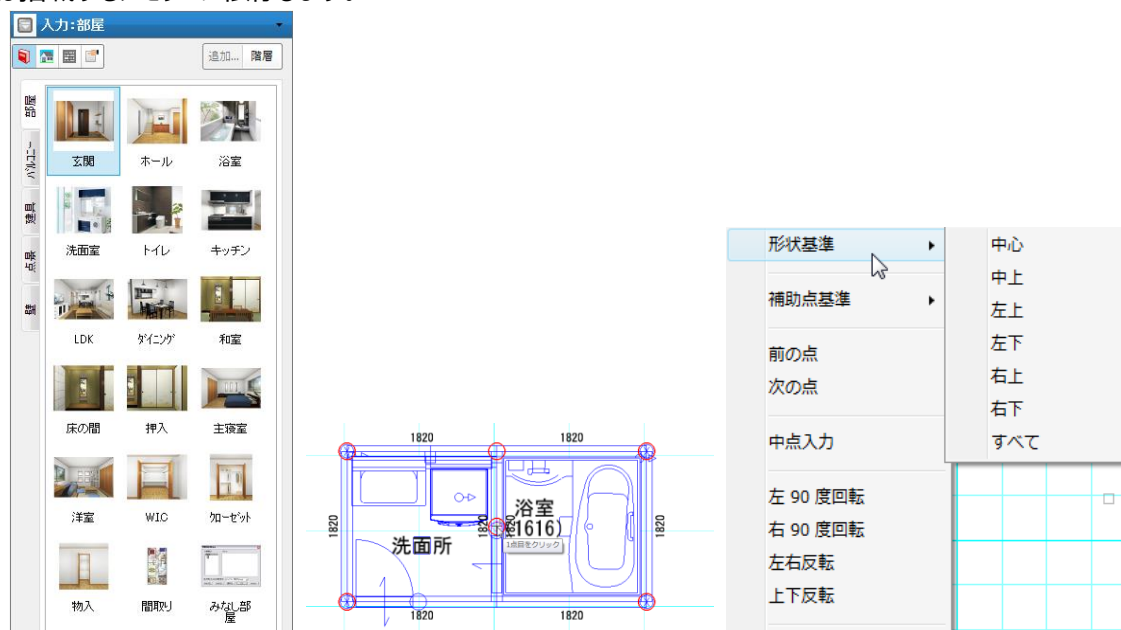 入力:部屋
追加... 階層
部屋
バルコニー
建具
点景
壁
玄関 ホール 浴室
洗面室 トイレ キッチン
LDK ダイニング 和室
床の間 押入 主寝室
洋室 WIC クローゼット
物入 間取り みなし部屋
1820 1820
1820
洗面所
浴室
(1616)
1点目をクリック
1820
1820 1820
形状基準
補助点基準
前の点
次の点
中点入力
左 90 度回転
右 90 度回転
左右反転
上下反転
中心
中上
左上
左下
右上
右下
すべて